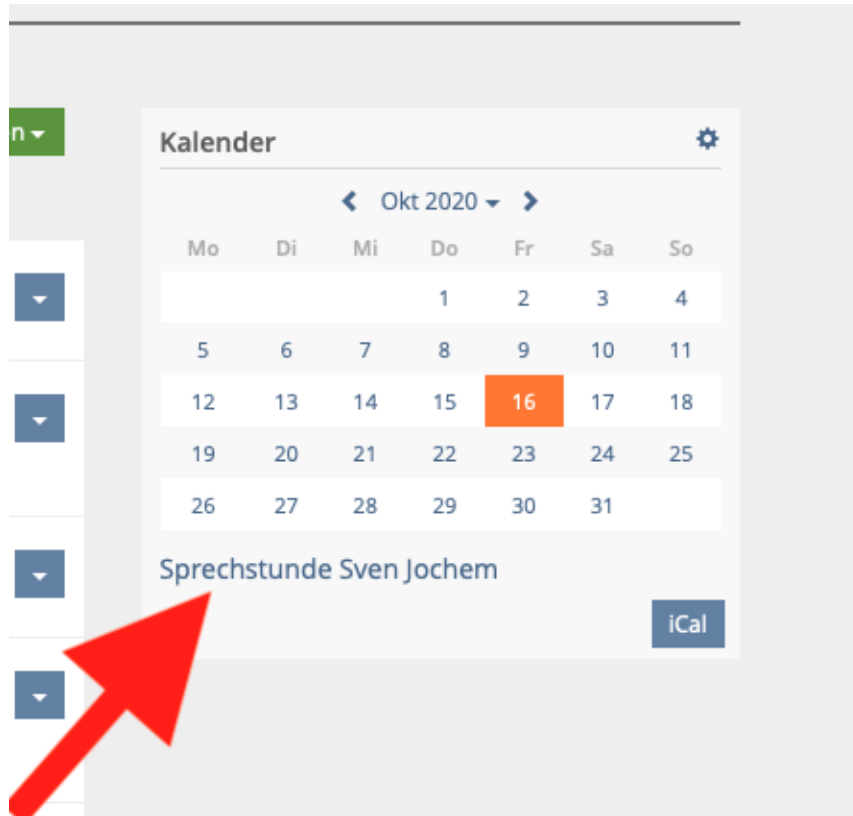 n
Kalender
Okt 2020
Mo Di Mi Do Fr Sa So
1 2 3 4
5 6 7 8 9 10 11
12 13 14 15 16 17 18
19 20 21 22 23 24 25
26 27 28 29 30 31
Sprechstunde Sven Jochem
iCal